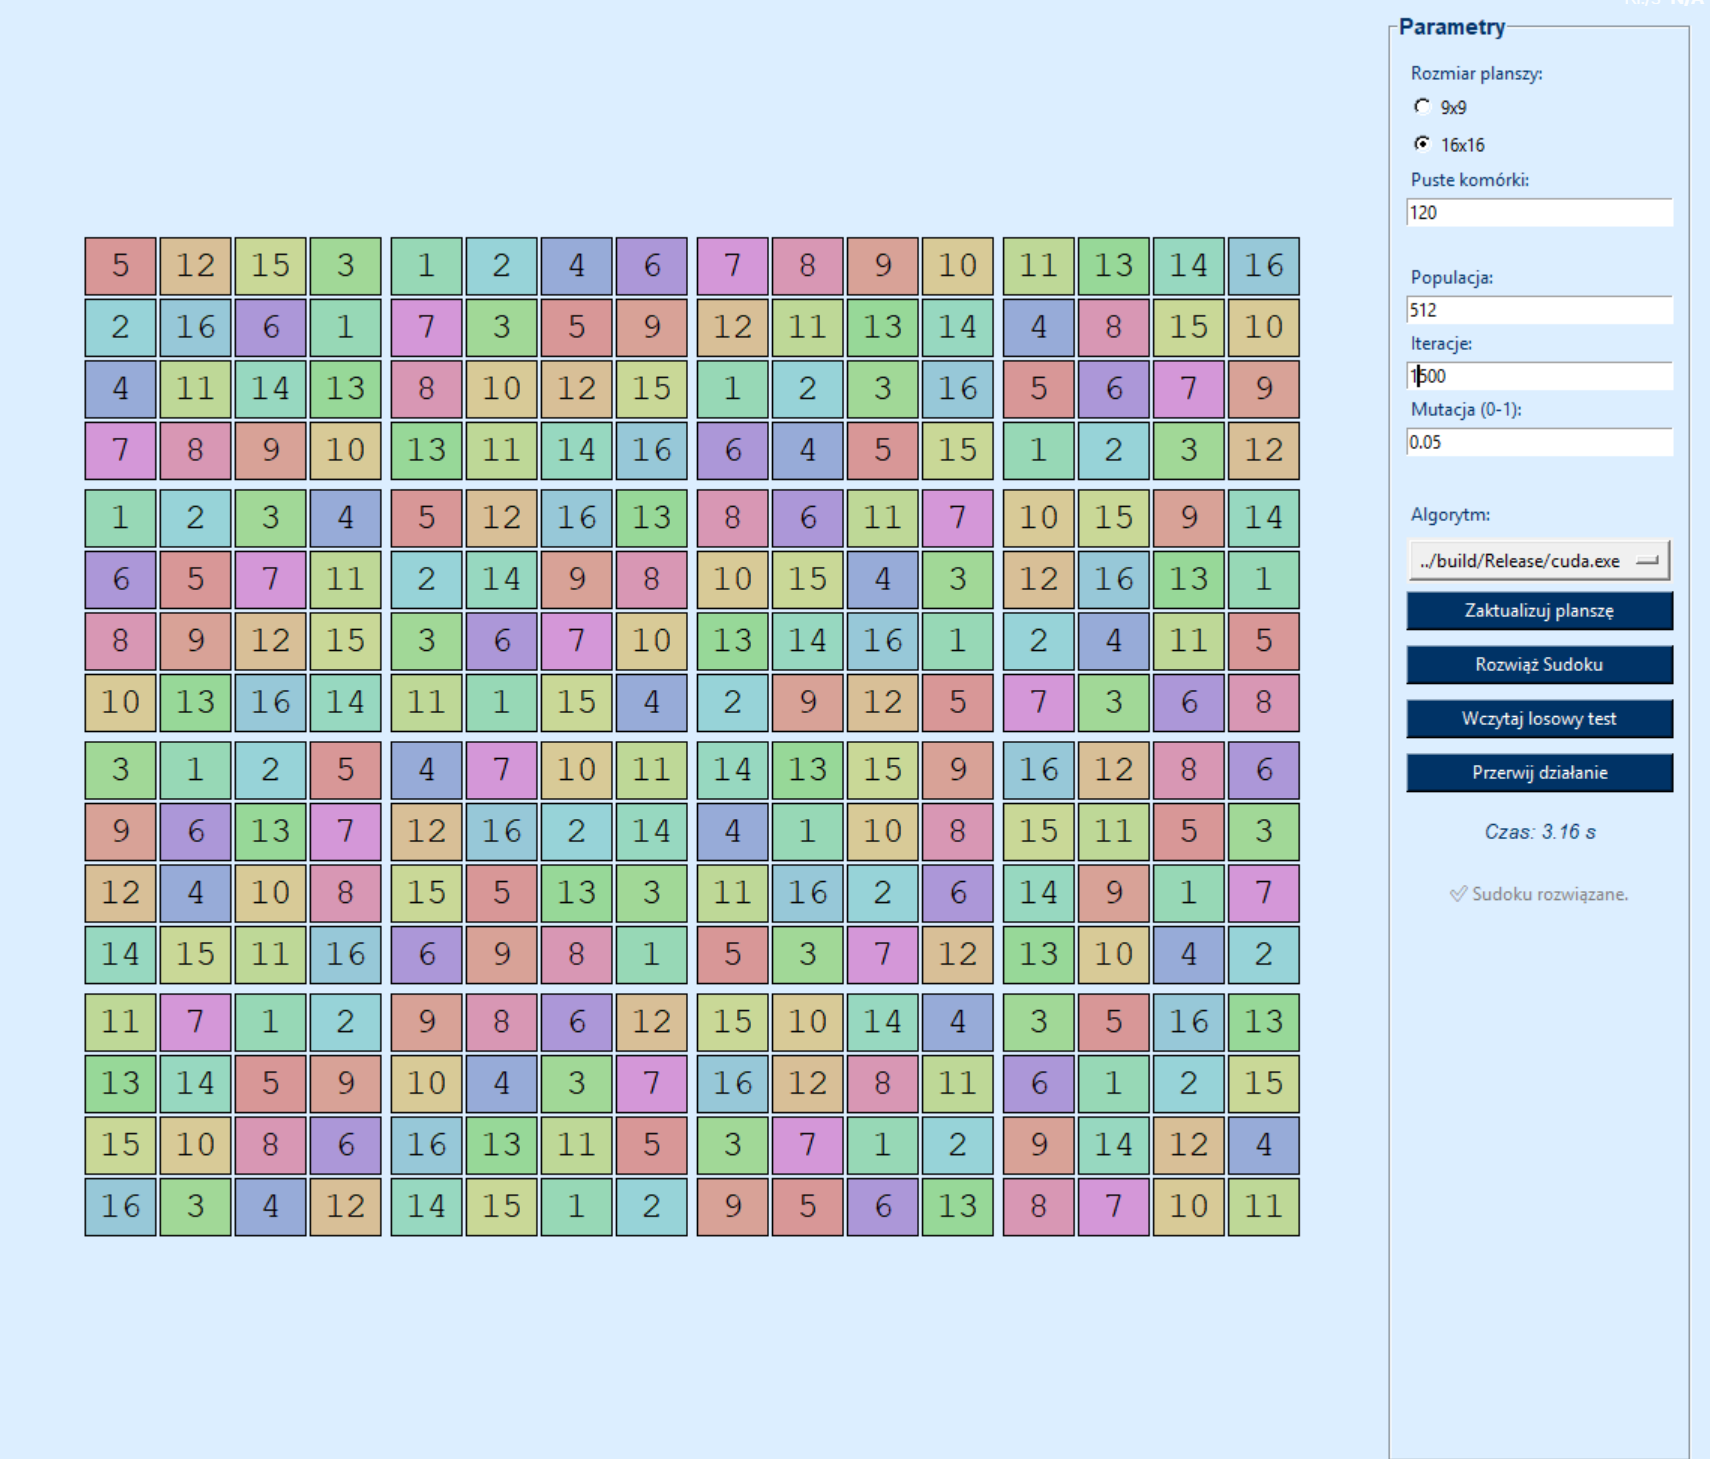 Parametry
Rozmiar planszy:
9x9
16x16
Puste komórki:
120
Populacja:
512
Iteracje:
1500
Mutacja (0-1):
0.05
Algorytm:
../build/Release/cuda.exe
Zaktualizuj planszę
Rozwiąż Sudoku
Wczytaj losowy test
Przerwij działanie
Czas: 3.16 s
✓ Sudoku rozwiązane.
5 12 15 3 1 2 4 6 7 8 9 10 11 13 14 16
2 16 6 1 7 3 5 9 12 11 13 14 4 8 15 10
4 11 14 13 8 10 12 15 1 2 3 16 5 6 7 9
7 8 9 10 13 11 14 16 6 4 5 15 1 2 3 12
1 2 3 4 5 12 16 13 8 6 11 7 10 15 9 14
6 5 7 11 2 14 9 8 10 15 4 3 12 16 13 1
8 9 12 15 3 6 7 10 13 14 16 1 2 4 11 5
10 13 16 14 11 1 15 4 2 9 12 5 7 3 6 8
3 1 2 5 4 7 10 11 14 13 15 9 16 12 8 6
9 6 13 7 12 16 2 14 4 1 10 8 15 11 5 3
12 4 10 8 15 5 13 3 11 16 2 6 14 9 1 7
14 15 11 16 6 9 8 1 5 3 7 12 13 10 4 2
11 7 1 2 9 8 6 12 15 10 14 4 3 5 16 13
13 14 5 9 10 4 3 7 16 12 8 11 6 1 2 15
15 10 8 6 16 13 11 5 3 7 1 2 9 14 12 4
16 3 4 12 14 15 1 2 9 5 6 13 8 7 10 11